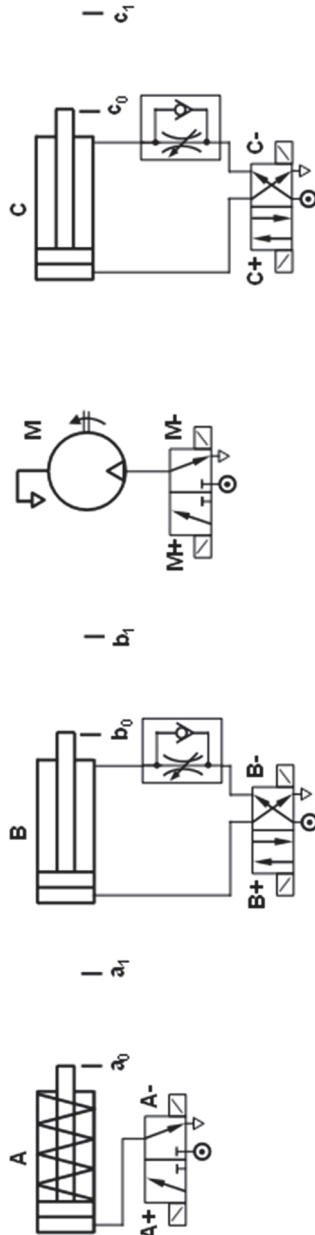 A B M C
a₀ a₁ b₀ b₁ c₀ c₁
A+ A- B+ B- M+ M- C+ C-